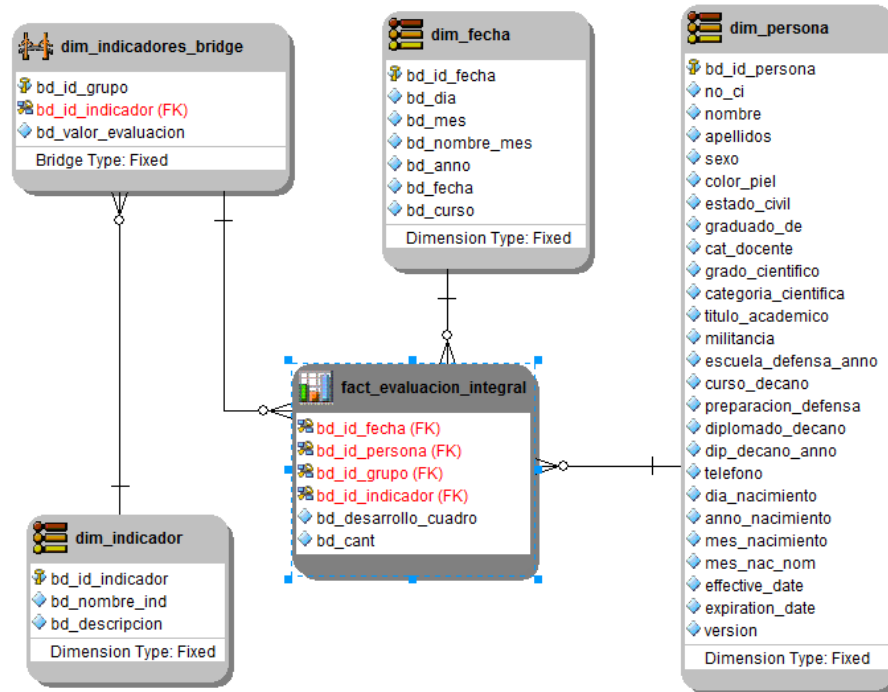 dim_indicadores_bridge
bd_id_grupo
bd_id_indicador (FK)
bd_valor_evaluacion
Bridge Type: Fixed
dim_fecha
bd_id_fecha
bd_dia
bd_mes
bd_nombre_mes
bd_anno
bd_fecha
bd_curso
Dimension Type: Fixed
dim_persona
bd_id_persona
no_ci
nombre
apellidos
sexo
color_piel
estado_civil
graduado_de
cat_docente
grado_cientifico
categoria_cientifica
titulo_academico
militancia
escuela_defensa_anno
curso_decano
preparacion_defensa
diplomado_decano
dip_decano_anno
telefono
dia_nacimiento
anno_nacimiento
mes_nacimiento
mes_nac_nom
effective_date
expiration_date
version
Dimension Type: Fixed
fact_evaluacion_integral
bd_id_fecha (FK)
bd_id_persona (FK)
bd_id_grupo (FK)
bd_id_indicador (FK)
bd_desarrollo_cuadro
bd_cant
dim_indicador
bd_id_indicador
bd_nombre_ind
bd_descripcion
Dimension Type: Fixed